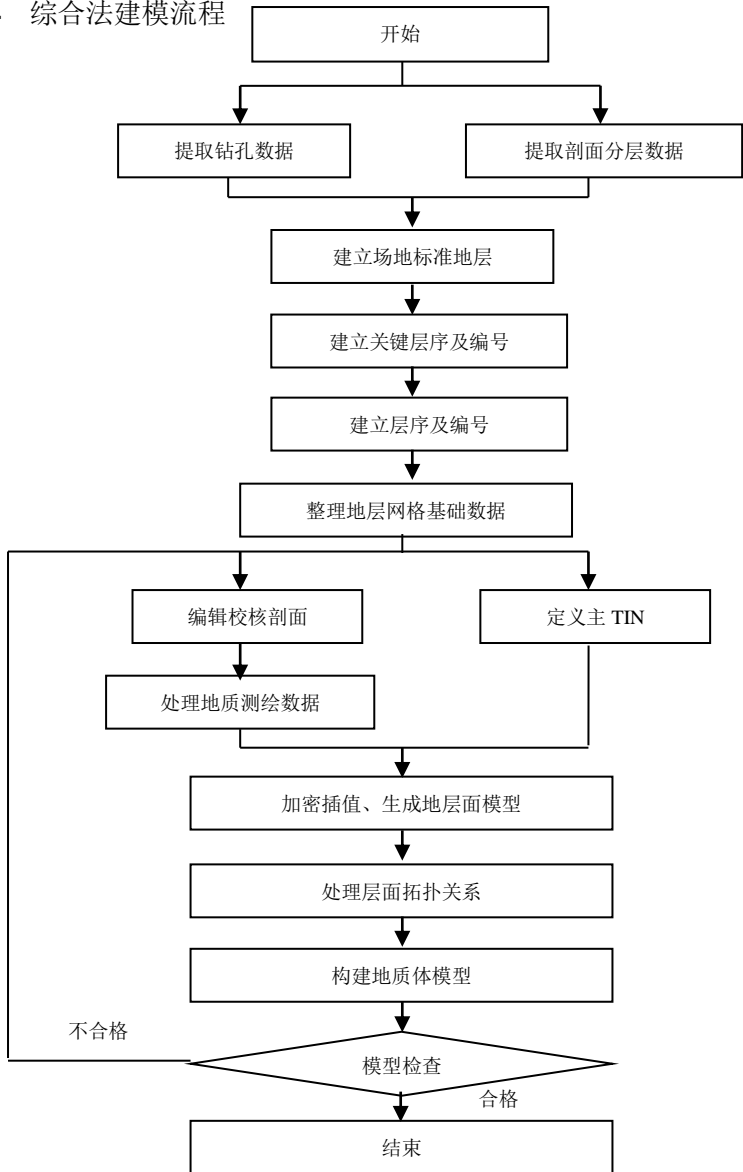 综合法建模流程
开始
提取钻孔数据
提取剖面分层数据
建立场地标准地层
建立关键层序及编号
建立层序及编号
整理地层网格基础数据
编辑校核剖面
定义主 TIN
处理地质测绘数据
加密插值、生成地层面模型
处理层面拓扑关系
构建地质体模型
不合格
模型检查
合格
结束